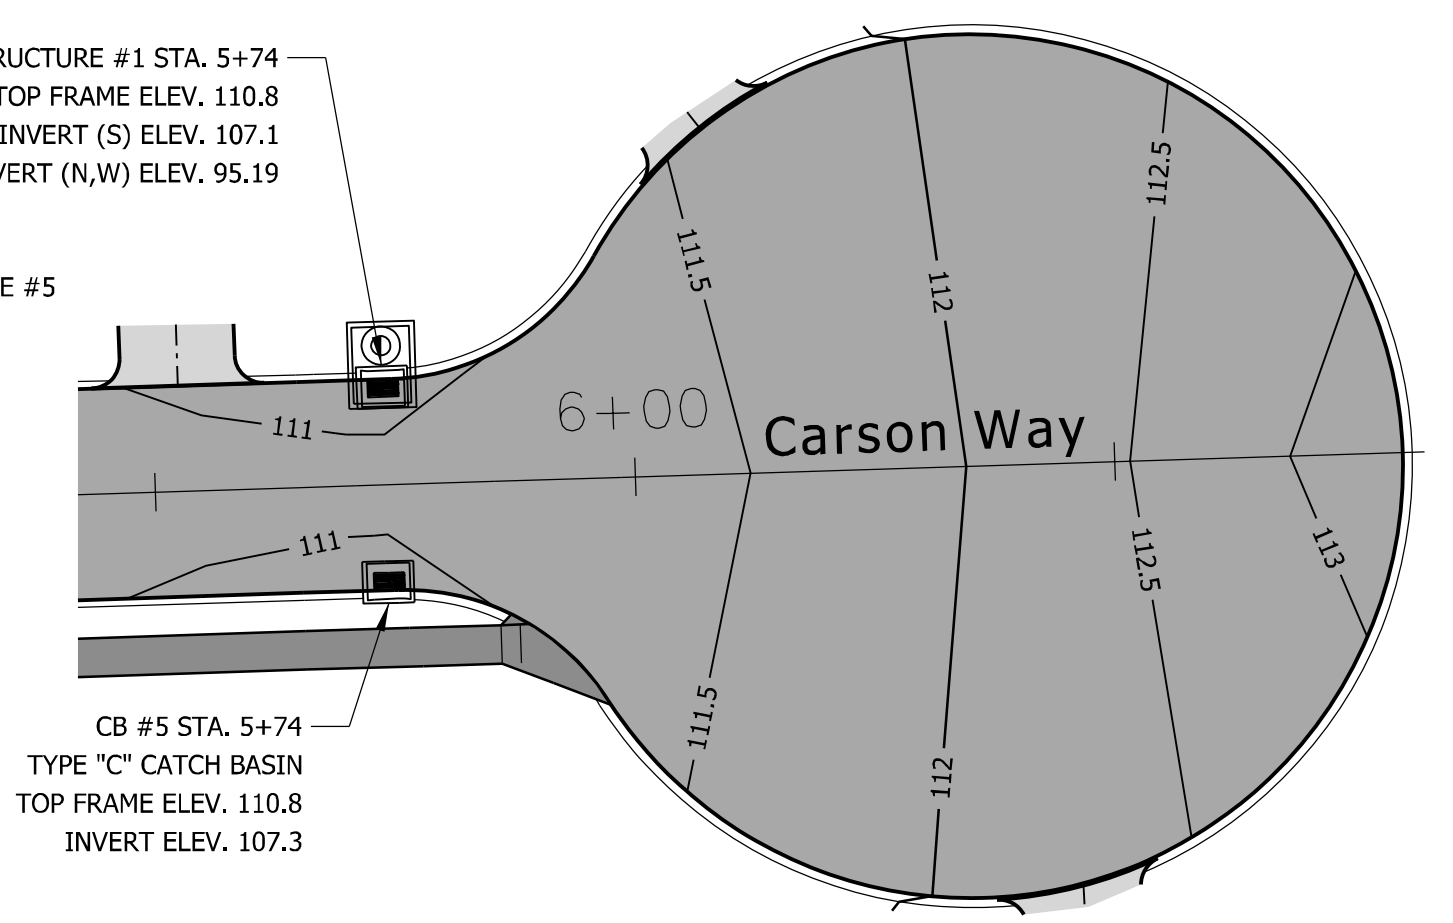 RUCTURE #1 STA. 5+74
TOP FRAME ELEV. 110.8
INVERT (S) ELEV. 107.1
VERT (N,W) ELEV. 95.19
E #5
111
111
6+00
Carson Way
111.5
112
112.5
111.5
112
112.5
113
CB #5 STA. 5+74
TYPE "C" CATCH BASIN
TOP FRAME ELEV. 110.8
INVERT ELEV. 107.3